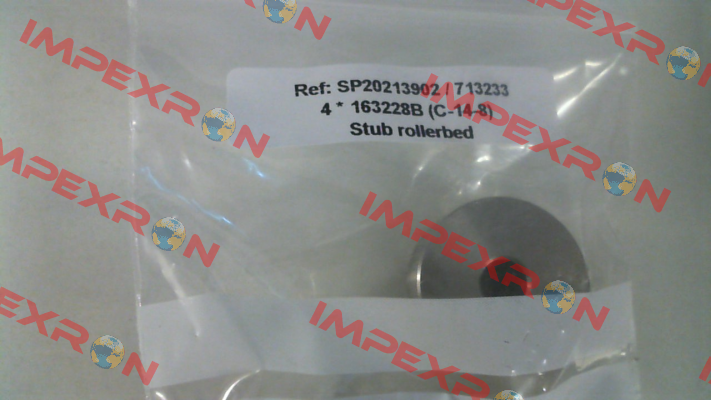 Ref: SP20213902 / 713233
4 * 163228B (C-14-8)
Stub rollerbed
IMPEXRON
IMPEXRON
IMPEXRON
IMPEXRON
IMPEXRON
IMPEXRON